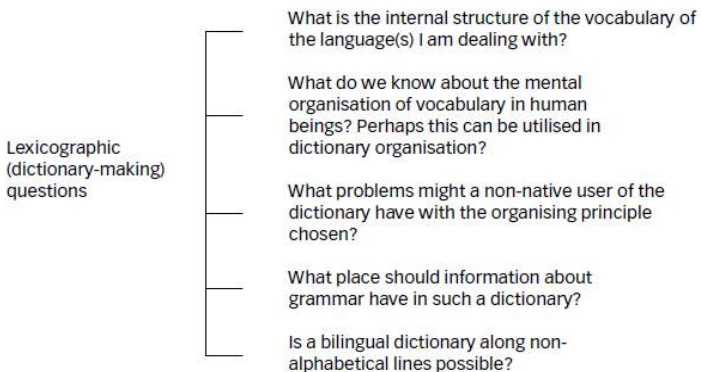 What is the internal structure of the vocabulary of
the language(s) I am dealing with?
What do we know about the mental
organisation of vocabulary in human
beings? Perhaps this can be utilised in
dictionary organisation?
Lexicographic
(dictionary-making)
questions
What problems might a non-native user of the
dictionary have with the organising principle
chosen?
What place should information about
grammar have in such a dictionary?
Is a bilingual dictionary along non-
alphabetical lines possible?